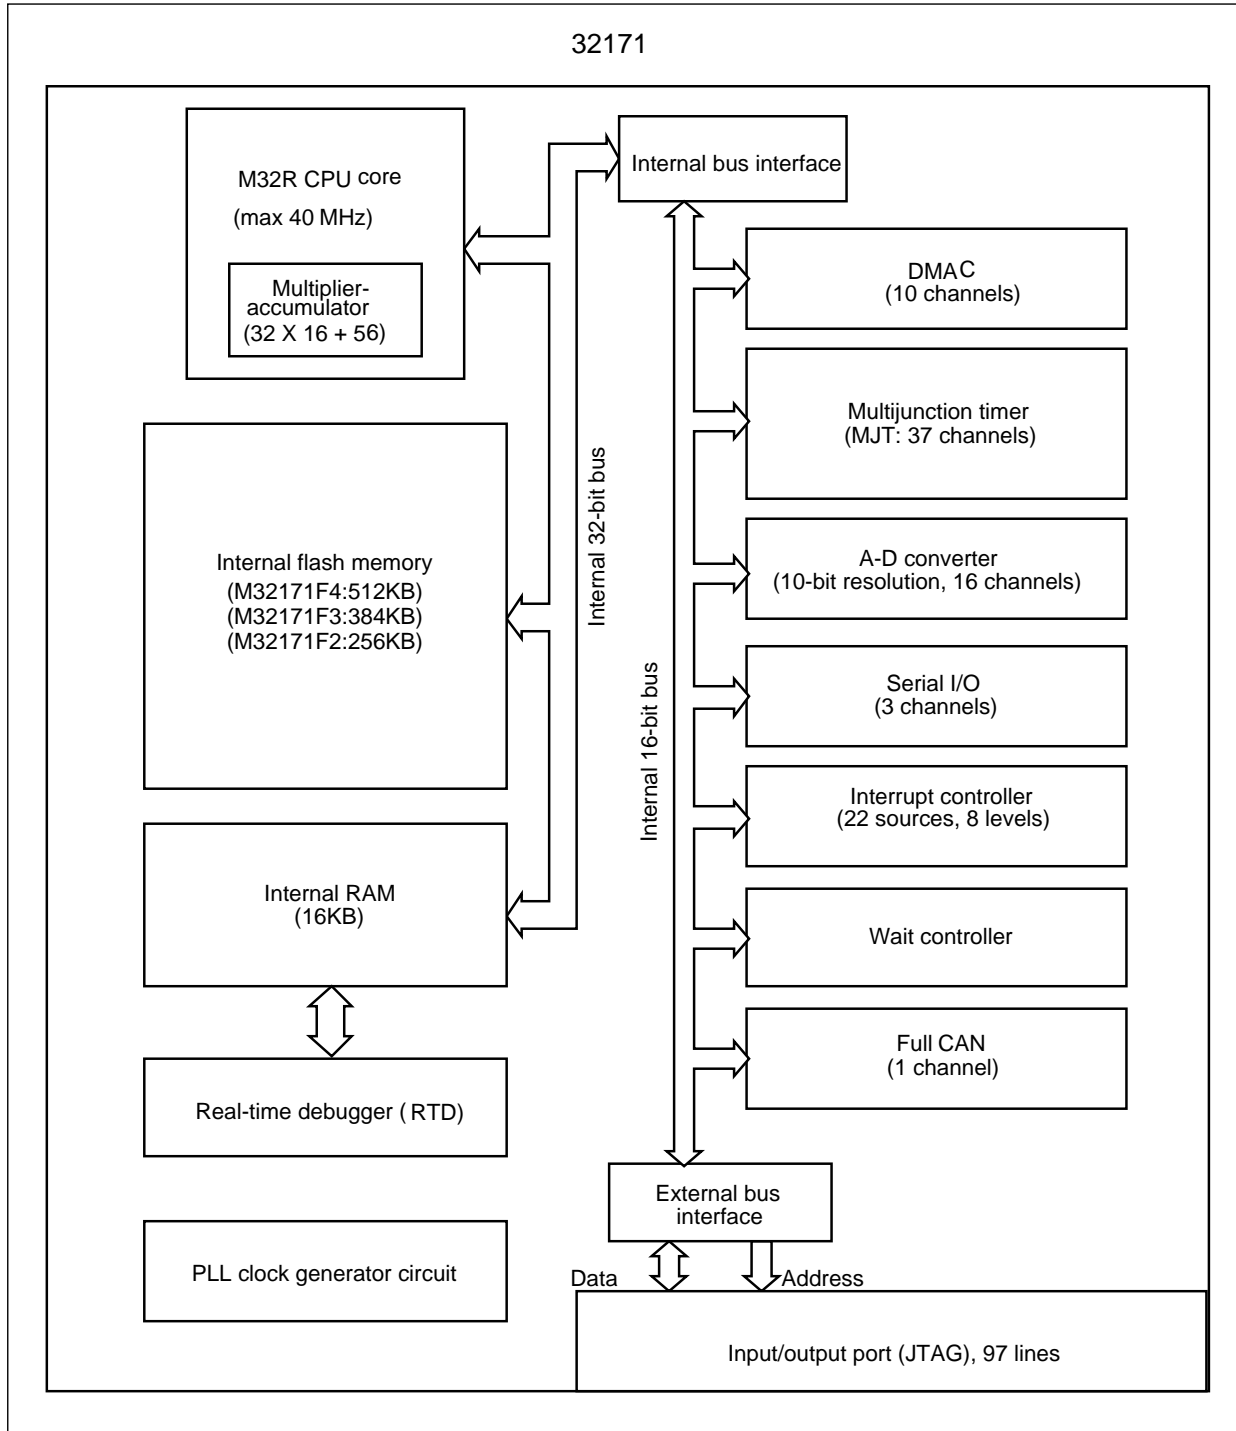 32171
M32R CPU core
(max 40 MHz)
Multiplier-
accumulator
(32 X 16 + 56)
Internal flash memory
(M32171F4:512KB)
(M32171F3:384KB)
(M32171F2:256KB)
Internal RAM
(16KB)
Real-time debugger (RTD)
PLL clock generator circuit
Internal 32-bit bus
Internal bus interface
Internal 16-bit bus
DMAC
(10 channels)
Multijunction timer
(MJT: 37 channels)
A-D converter
(10-bit resolution, 16 channels)
Serial I/O
(3 channels)
Interrupt controller
(22 sources, 8 levels)
Wait controller
Full CAN
(1 channel)
External bus
interface
Data
Address
Input/output port (JTAG), 97 lines